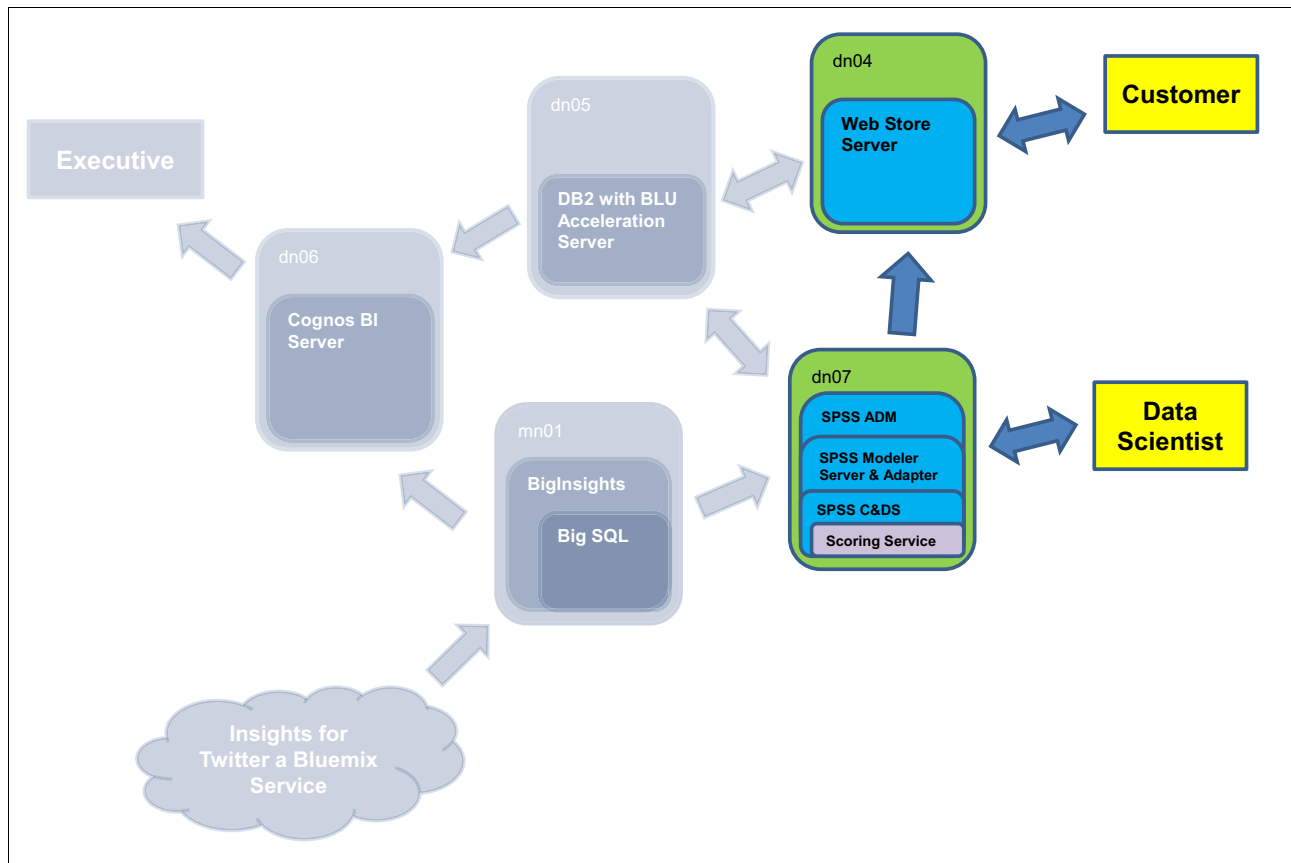 dn04
Web Store
Server
Customer
dn05
DB2 with BLU
Acceleration
Server
Executive
dn06
Cognos BI
Server
dn07
SPSS ADM
SPSS Modeler
Server & Adapter
SPSS C&DS
Scoring Service
Data
Scientist
mn01
BigInsights
Big SQL
Insights for
Twitter a Bluemix
Service